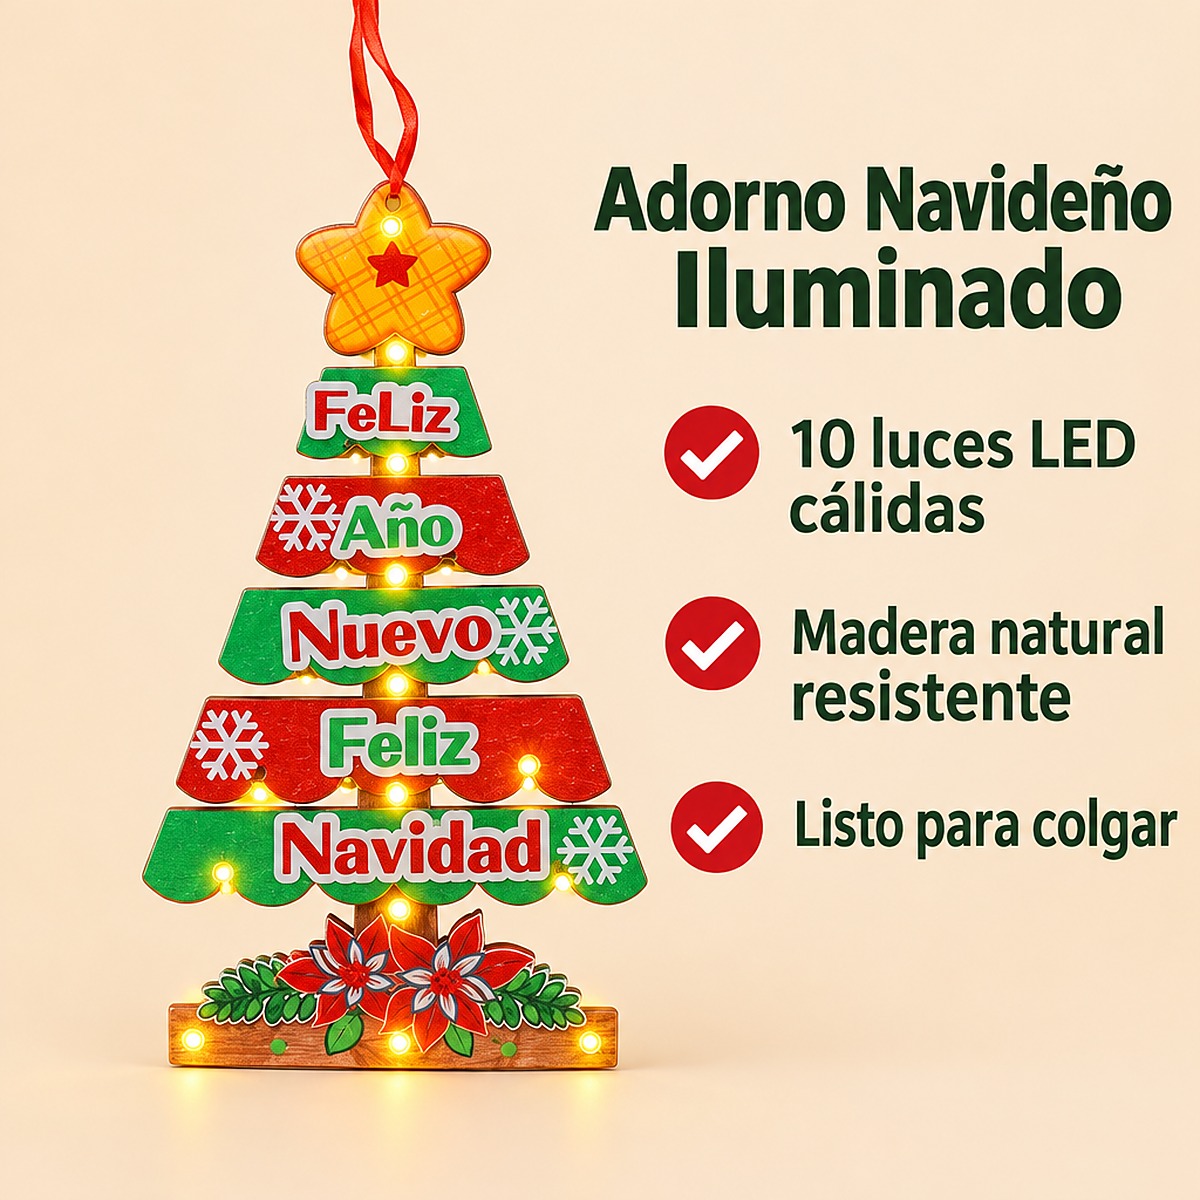 Adorno Navideño
Iluminado
10 luces LED
cálidas
Madera natural
resistente
Listo para colgar
FeLiz
Año
Nuevo
Feliz
Navidad